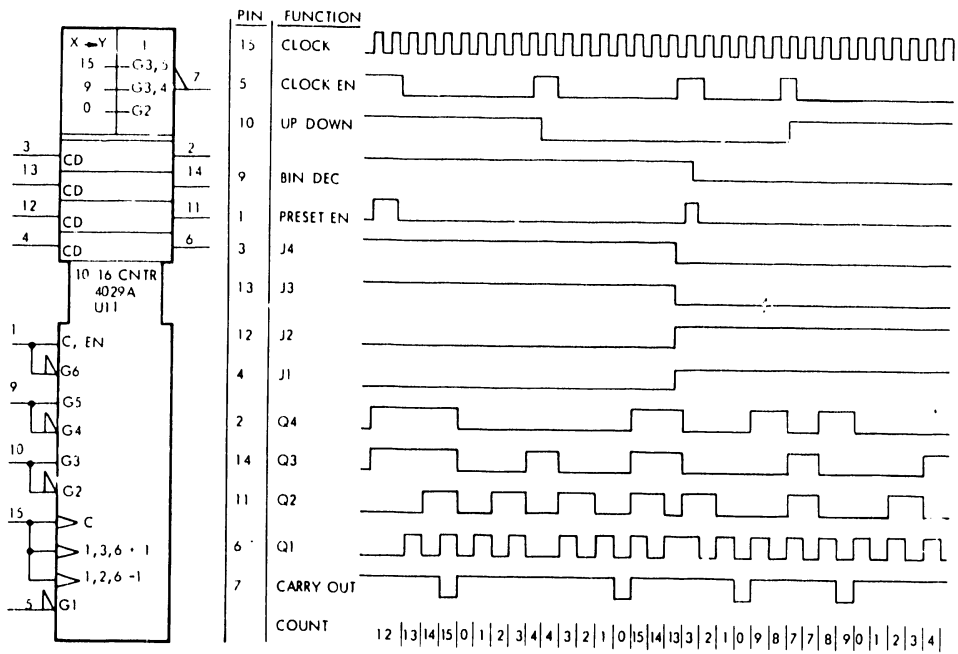 X Y 1
15 G3,5
9 G3,4
0 G2
7
3 CD 2
13 CD 14
12 CD 11
4 CD 6
10 16 CNTR
4029A
U11
1 C, EN
G6
9 G5
G4
10 G3
G2
15 C
1,3,6 + 1
1,2,6 -1
5 G1
PIN FUNCTION
15 CLOCK
5 CLOCK EN
10 UP DOWN
9 BIN DEC
1 PRESET EN
3 J4
13 J3
12 J2
4 J1
2 Q4
14 Q3
11 Q2
6 Q1
7 CARRY OUT
COUNT 12 13 14 15 0 1 2 3 4 4 3 2 1 0 15 14 13 3 2 1 0 9 8 7 7 8 9 0 1 2 3 4